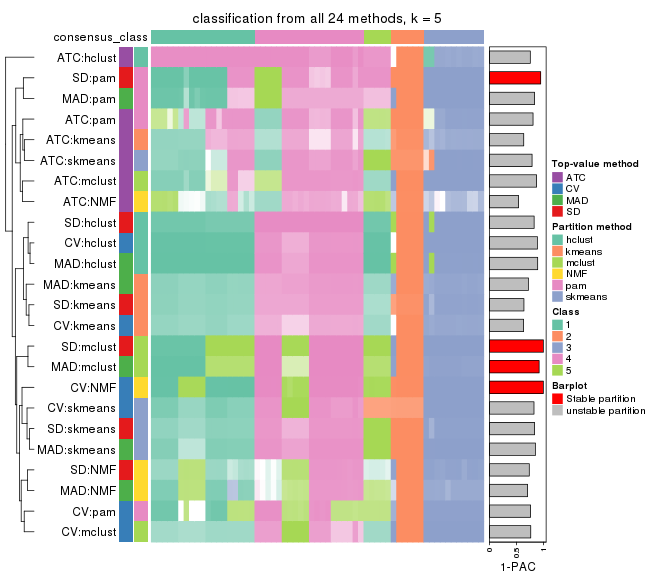 classification from all 24 methods, k = 5
consensus_class
ATC:hclust
SD:pam
MAD:pam
ATC:pam
ATC:kmeans
ATC:skmeans
ATC:mclust
ATC:NMF
SD:hclust
CV:hclust
MAD:hclust
MAD:kmeans
SD:kmeans
CV:kmeans
SD:mclust
MAD:mclust
CV:NMF
CV:skmeans
SD:skmeans
MAD:skmeans
SD:NMF
MAD:NMF
CV:pam
CV:mclust
0
0.5
1
1-PAC
Top-value method
ATC
CV
MAD
SD
Partition method
hclust
kmeans
mclust
NMF
pam
skmeans
Class
1
2
3
4
5
Barplot
Stable partition
unstable partition